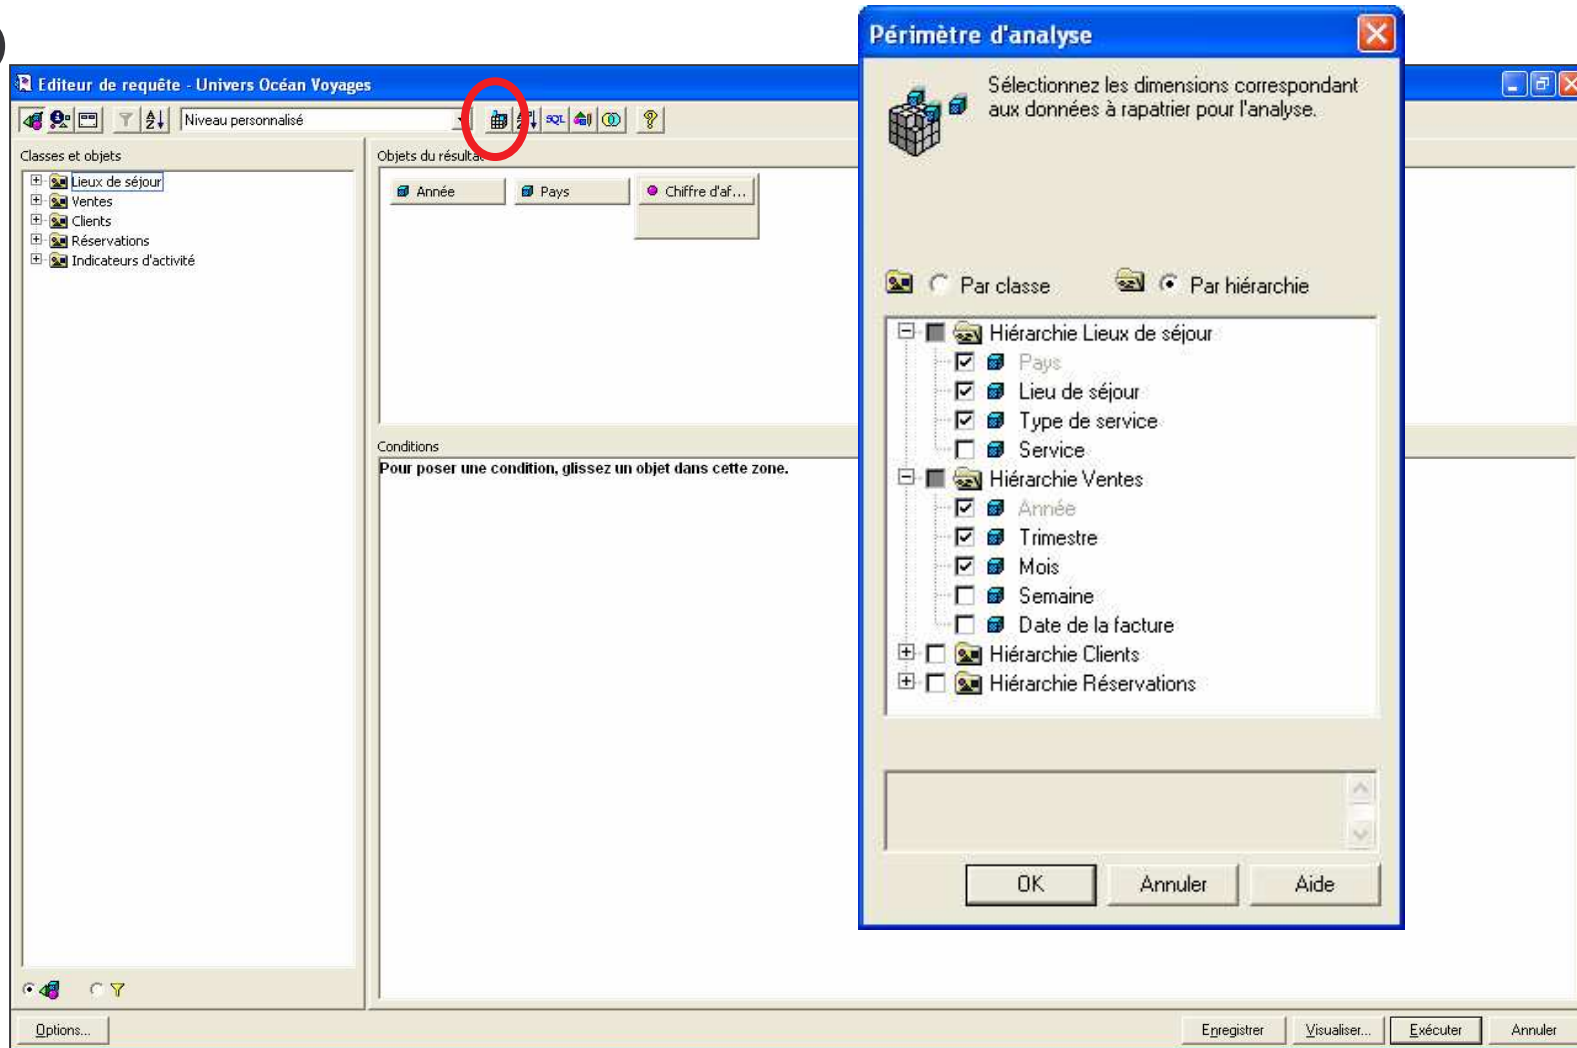 Editeur de requête - Univers Océan Voyages
Niveau personnalisé
SQL
Classes et objets
Lieux de séjour
Ventes
Clients
Réservations
Indicateurs d'activité
Objets du résultat
Année
Pays
Chiffre d'af...
Conditions
Pour poser une condition, glissez un objet dans cette zone.
Options...
Enregistrer
Visualiser...
Exécuter
Annuler
Périmètre d'analyse
Sélectionnez les dimensions correspondant
aux données à rapatrier pour l'analyse.
Par classe
Par hiérarchie
Hiérarchie Lieux de séjour
Pays
Lieu de séjour
Type de service
Service
Hiérarchie Ventes
Année
Trimestre
Mois
Semaine
Date de la facture
Hiérarchie Clients
Hiérarchie Réservations
OK
Annuler
Aide